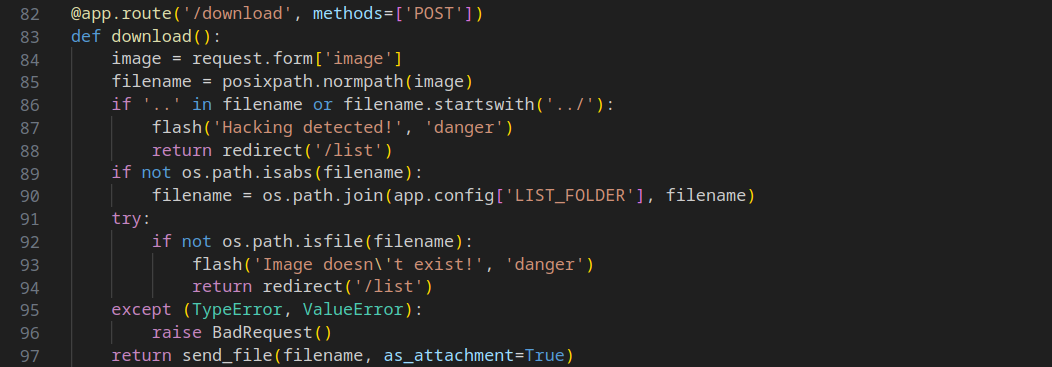 82 @app.route('/download', methods=['POST'])
83 def download():
84     image = request.form['image']
85     filename = posixpath.normpath(image)
86     if '..' in filename or filename.startswith('../'):
87         flash('Hacking detected!', 'danger')
88         return redirect('/list')
89     if not os.path.isabs(filename):
90         filename = os.path.join(app.config['LIST_FOLDER'], filename)
91     try:
92         if not os.path.isfile(filename):
93             flash('Image doesn\'t exist!', 'danger')
94             return redirect('/list')
95     except (TypeError, ValueError):
96         raise BadRequest()
97     return send_file(filename, as_attachment=True)